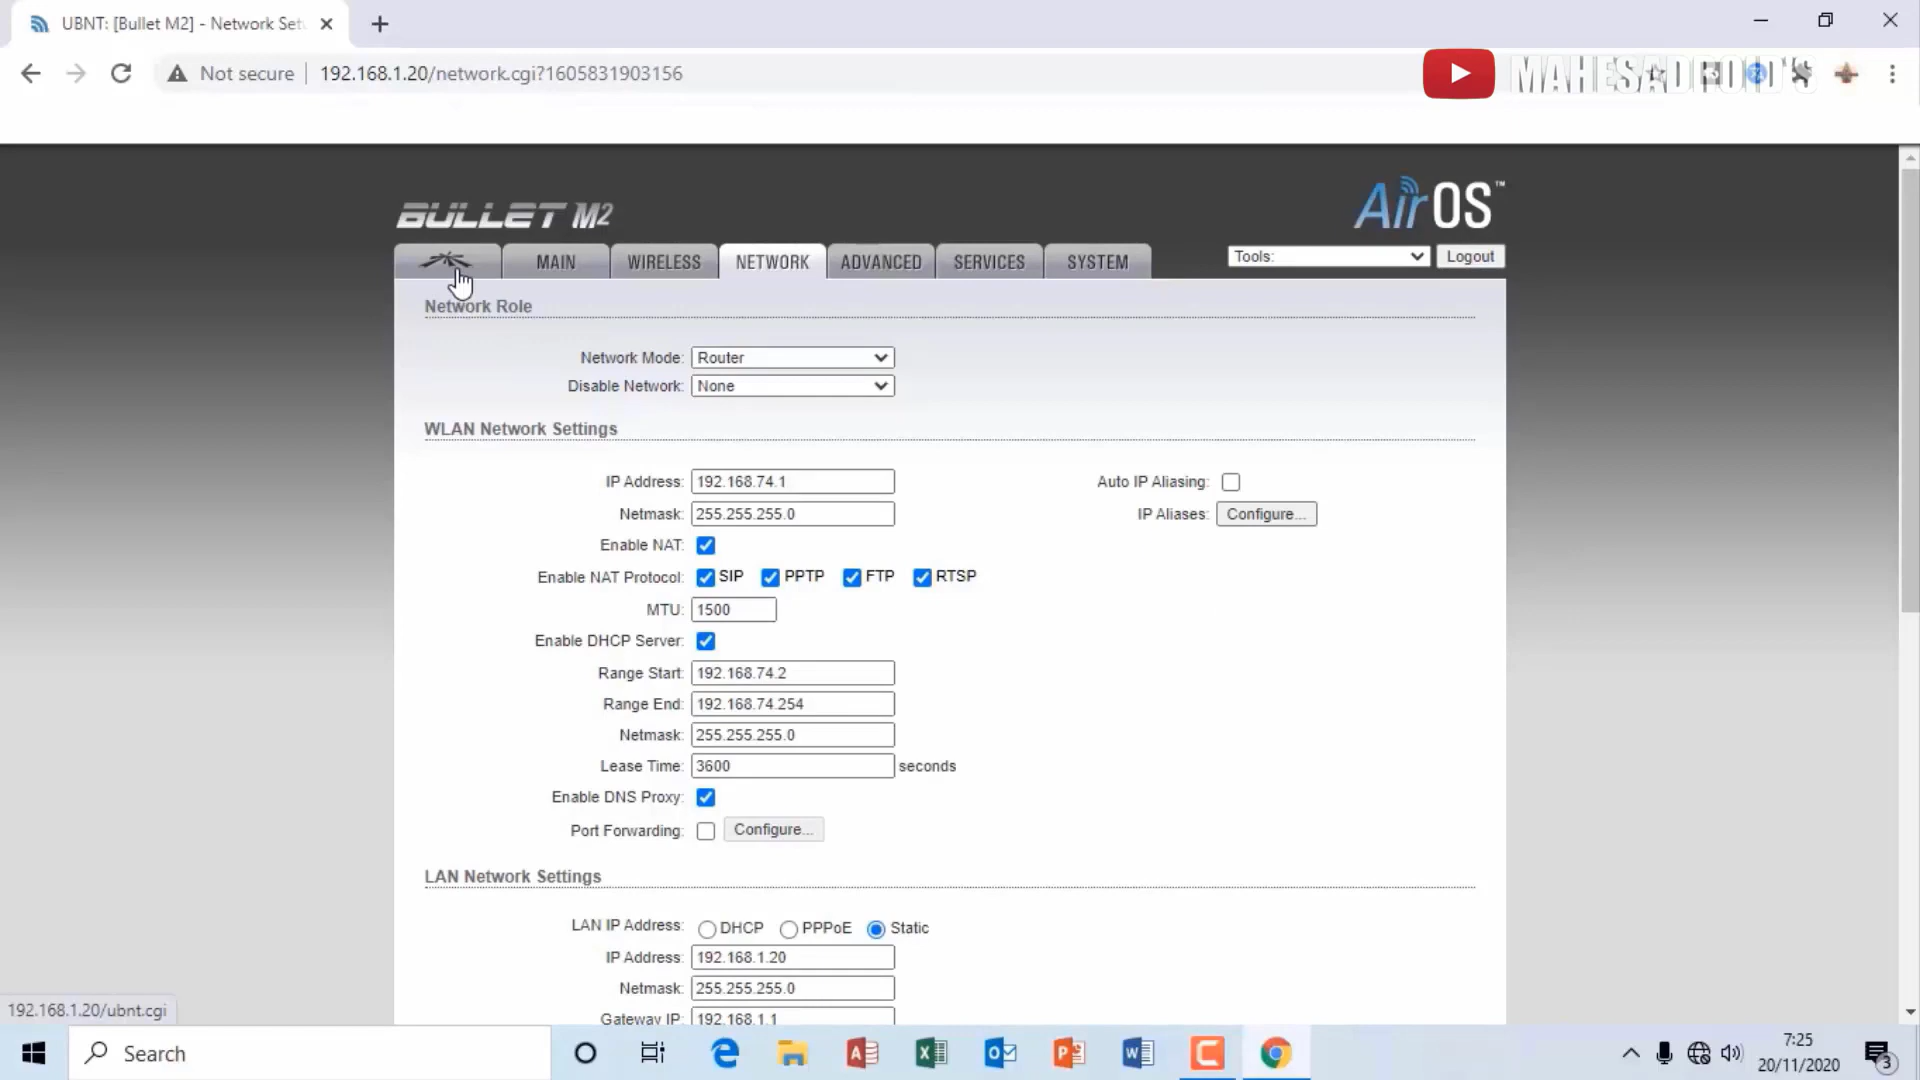 UBNT: [Bullet M2] - Network Set
Not secure
192.168.1.20/network.cgi?1605831903156
MAHESADROID'S
BULLET M2
AirOS™
MAIN
WIRELESS
NETWORK
ADVANCED
SERVICES
SYSTEM
Tools:
Logout
Network Role
Network Mode: Router
Disable Network: None
WLAN Network Settings
IP Address: 192.168.74.1
Auto IP Aliasing:
Netmask: 255.255.255.0
IP Aliases: Configure...
Enable NAT:
Enable NAT Protocol: SIP PPTP FTP RTSP
MTU: 1500
Enable DHCP Server:
Range Start: 192.168.74.2
Range End: 192.168.74.254
Netmask: 255.255.255.0
Lease Time: 3600 seconds
Enable DNS Proxy:
Port Forwarding: Configure...
LAN Network Settings
LAN IP Address: DHCP PPPoE Static
IP Address: 192.168.1.20
Netmask: 255.255.255.0
Gateway IP: 192.168.1.1
192.168.1.20/ubnt.cgi
Search
7:25
20/11/2020
3